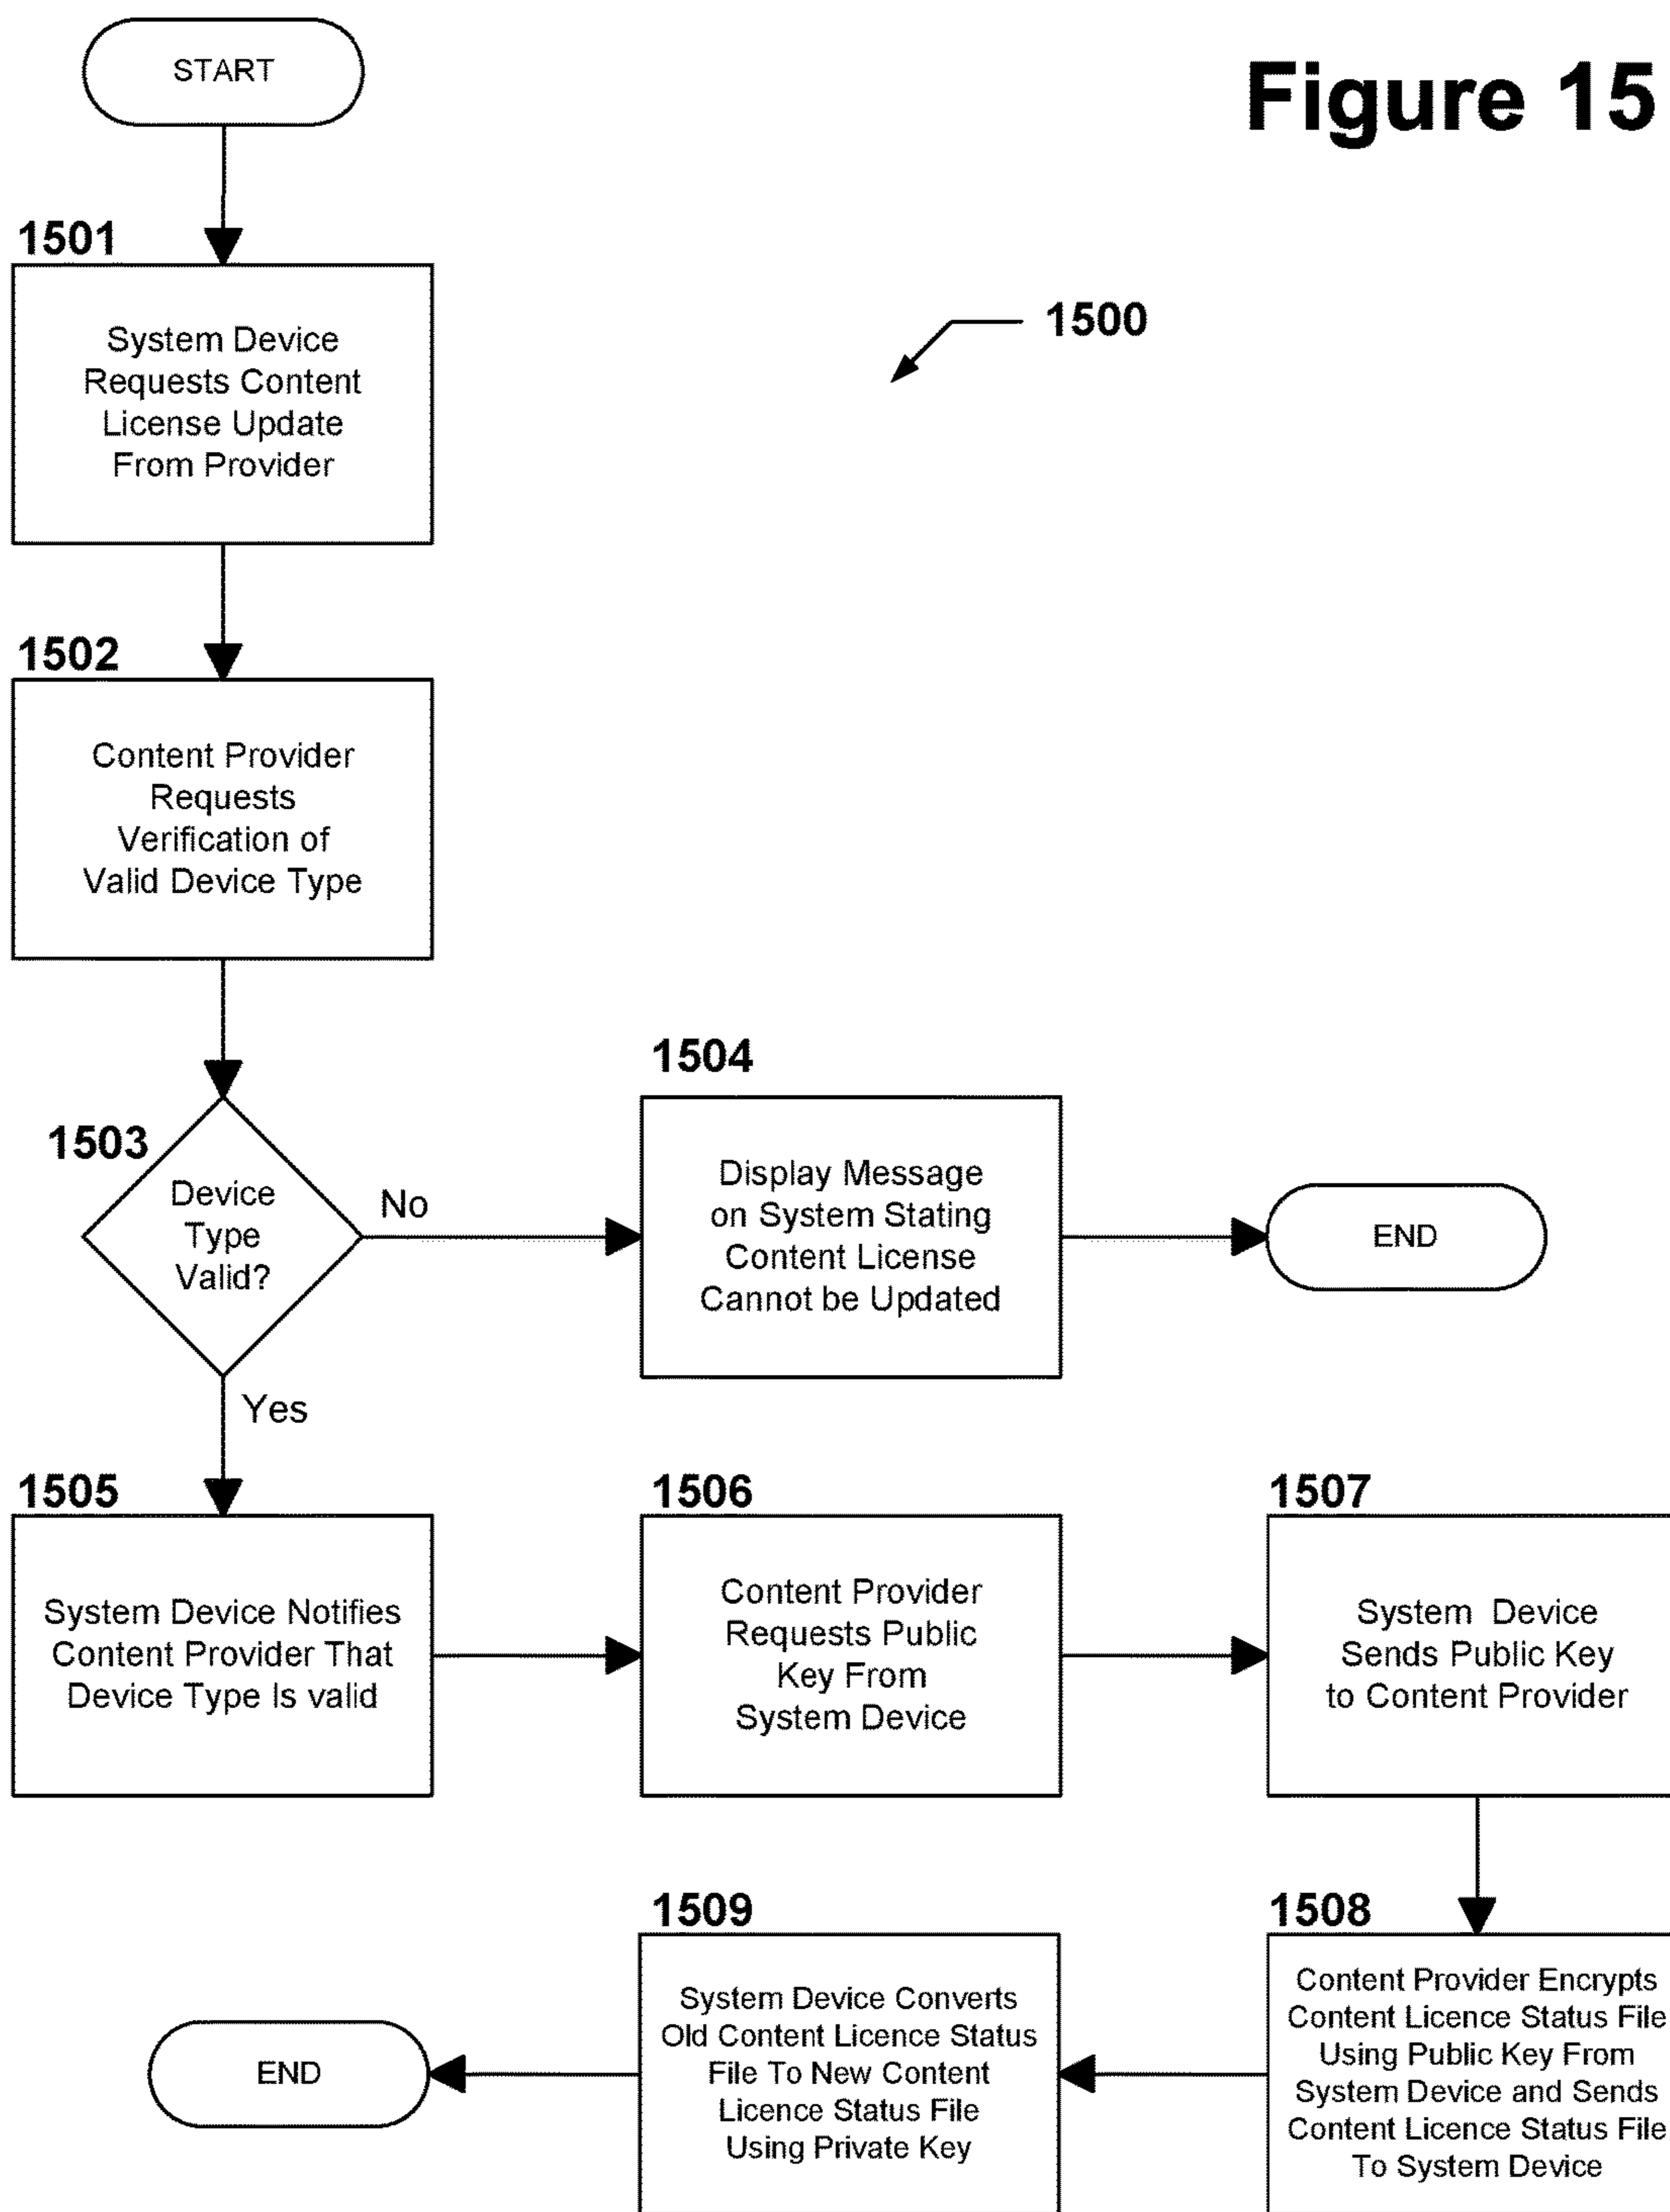 START
Figure 15
1501
System Device
Requests Content
License Update
From Provider
1500
1502
Content Provider
Requests
Verification of
Valid Device Type
1503
Device
Type
Valid?
No
Yes
1504
Display Message
on System Stating
Content License
Cannot be Updated
END
1505
System Device Notifies
Content Provider That
Device Type Is valid
1506
Content Provider
Requests Public
Key From
System Device
1507
System Device
Sends Public Key
to Content Provider
1508
Content Provider Encrypts
Content Licence Status File
Using Public Key From
System Device and Sends
Content Licence Status File
To System Device
1509
System Device Converts
Old Content Licence Status
File To New Content
Licence Status File
Using Private Key
END